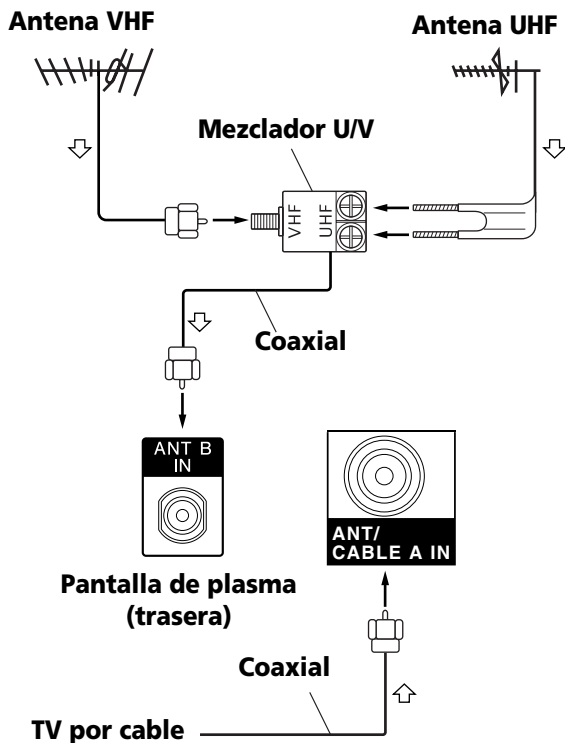 Antena VHF
Antena UHF
Mezclador U/V
VHF
UHF
Coaxial
ANT B
IN
ANT/
CABLE A IN
Pantalla de plasma
(trasera)
Coaxial
TV por cable